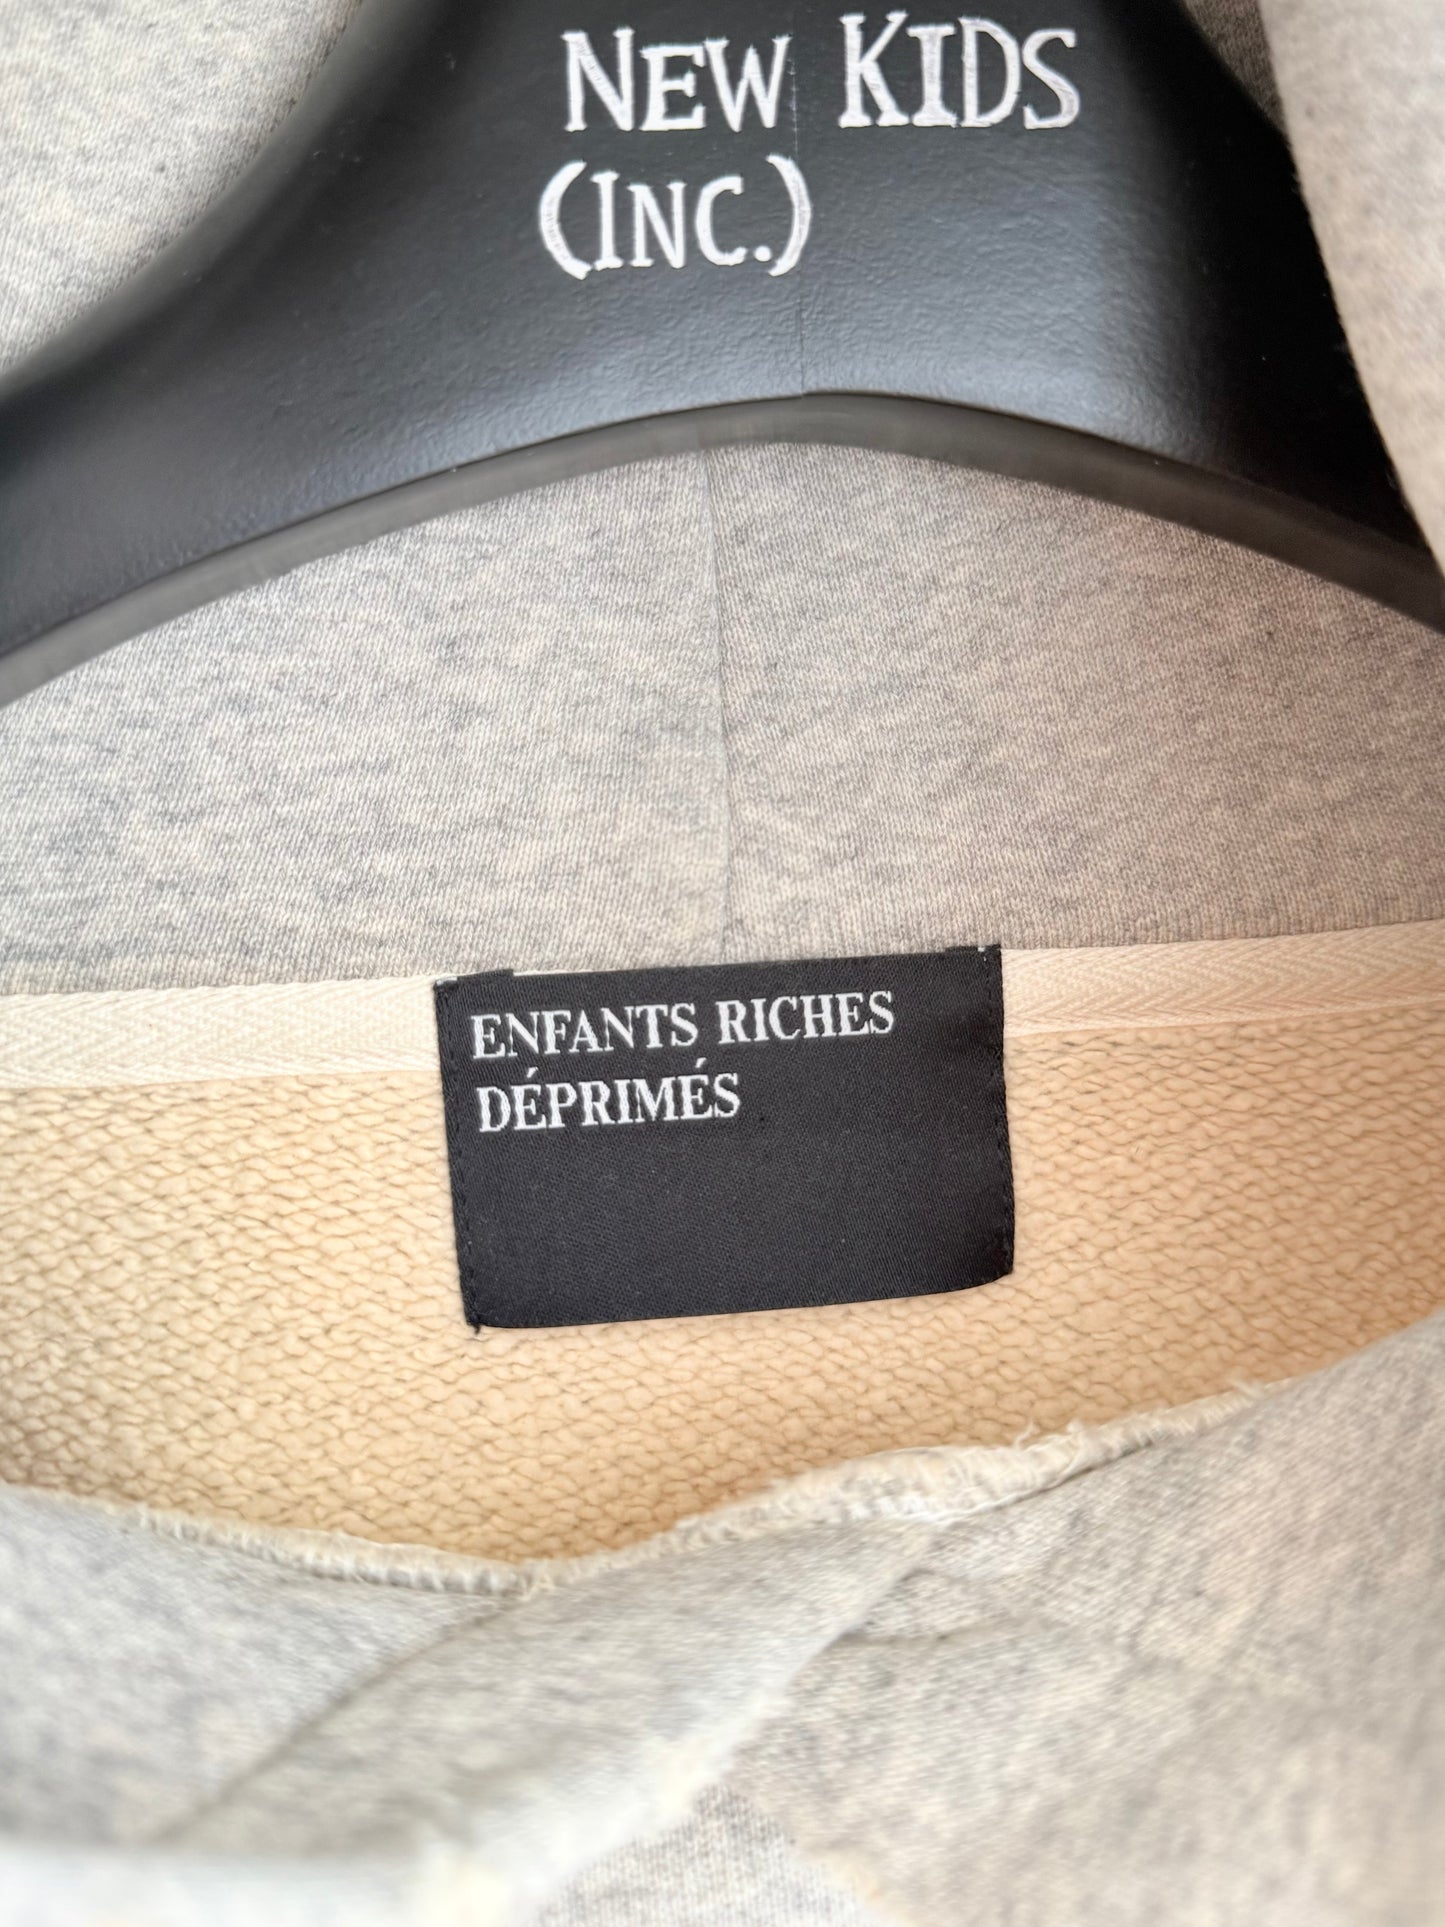 NEW KIDS
(INC.)
ENFANTS RICHES
DÉPRIMÉS